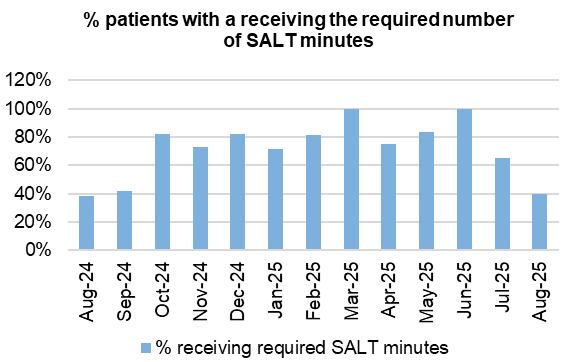 % patients with a receiving the required number
of SALT minutes
120%
100%
80%
60%
40%
20%
0%
Aug-24
Sep-24
Oct-24
Nov-24
Dec-24
Jan-25
Feb-25
Mar-25
Apr-25
May-25
Jun-25
Jul-25
Aug-25
% receiving required SALT minutes